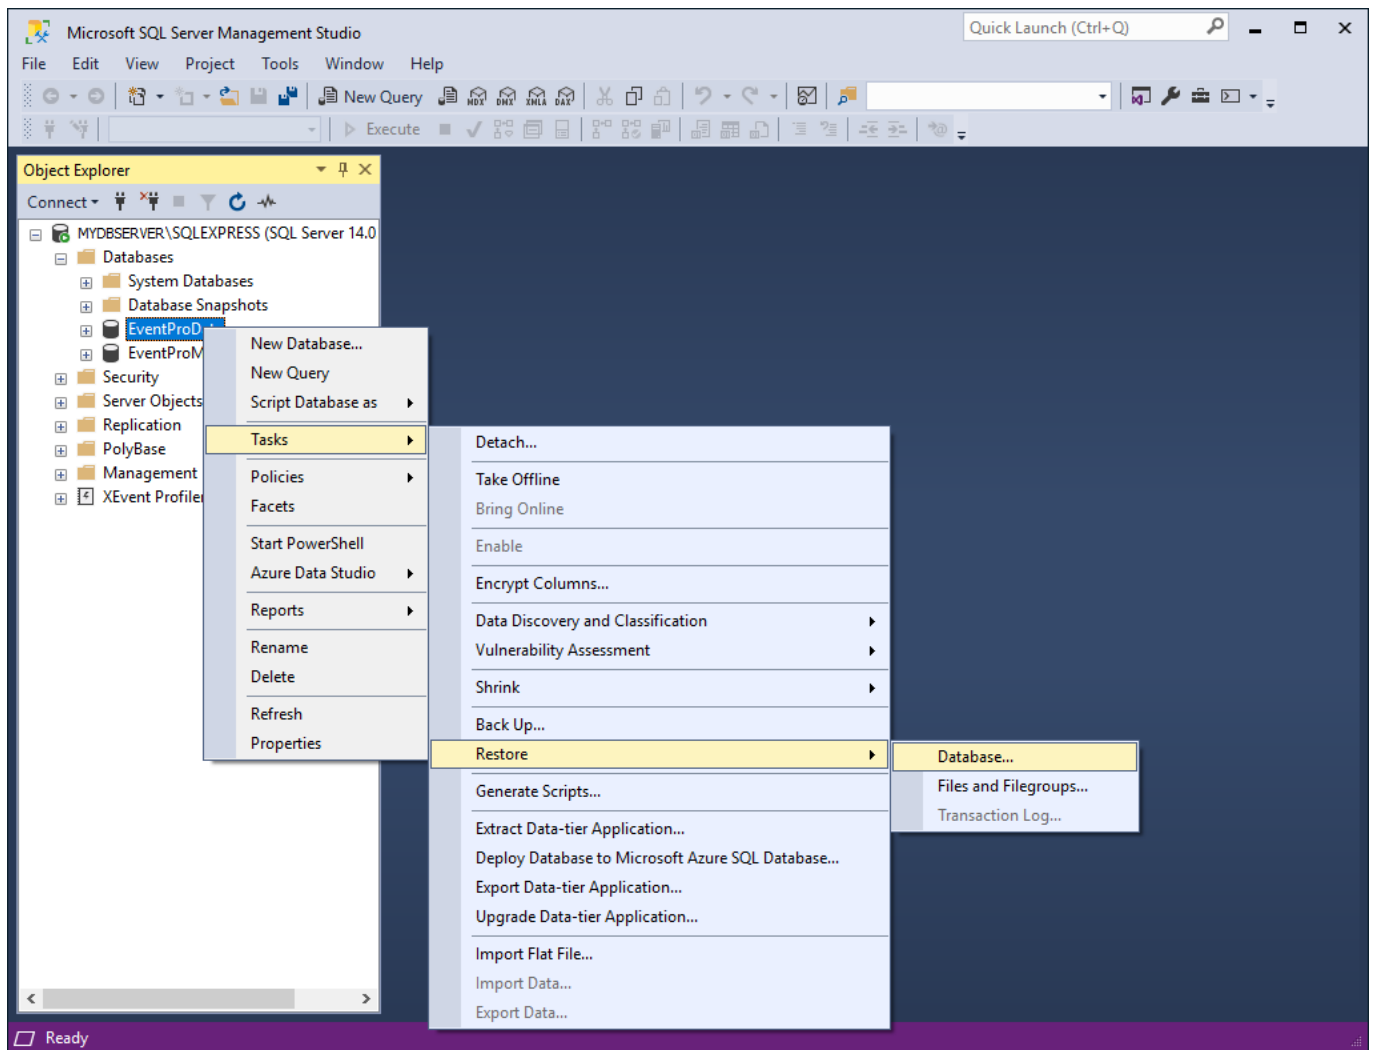 Microsoft SQL Server Management Studio
Quick Launch (Ctrl+Q)
File Edit View Project Tools Window Help
New Query MDX DMX XMLA DAX
Execute
Object Explorer
Connect
MYDBSERVER\SQLEXPRESS (SQL Server 14.0
Databases
System Databases
Database Snapshots
EventProD
EventProM
Security
Server Objects
Replication
PolyBase
Management
XEvent Profiler
New Database...
New Query
Script Database as
Tasks
Policies
Facets
Start PowerShell
Azure Data Studio
Reports
Rename
Delete
Refresh
Properties
Detach...
Take Offline
Bring Online
Enable
Encrypt Columns...
Data Discovery and Classification
Vulnerability Assessment
Shrink
Back Up...
Restore
Generate Scripts...
Extract Data-tier Application...
Deploy Database to Microsoft Azure SQL Database...
Export Data-tier Application...
Upgrade Data-tier Application...
Import Flat File...
Import Data...
Export Data...
Database...
Files and Filegroups...
Transaction Log...
Ready